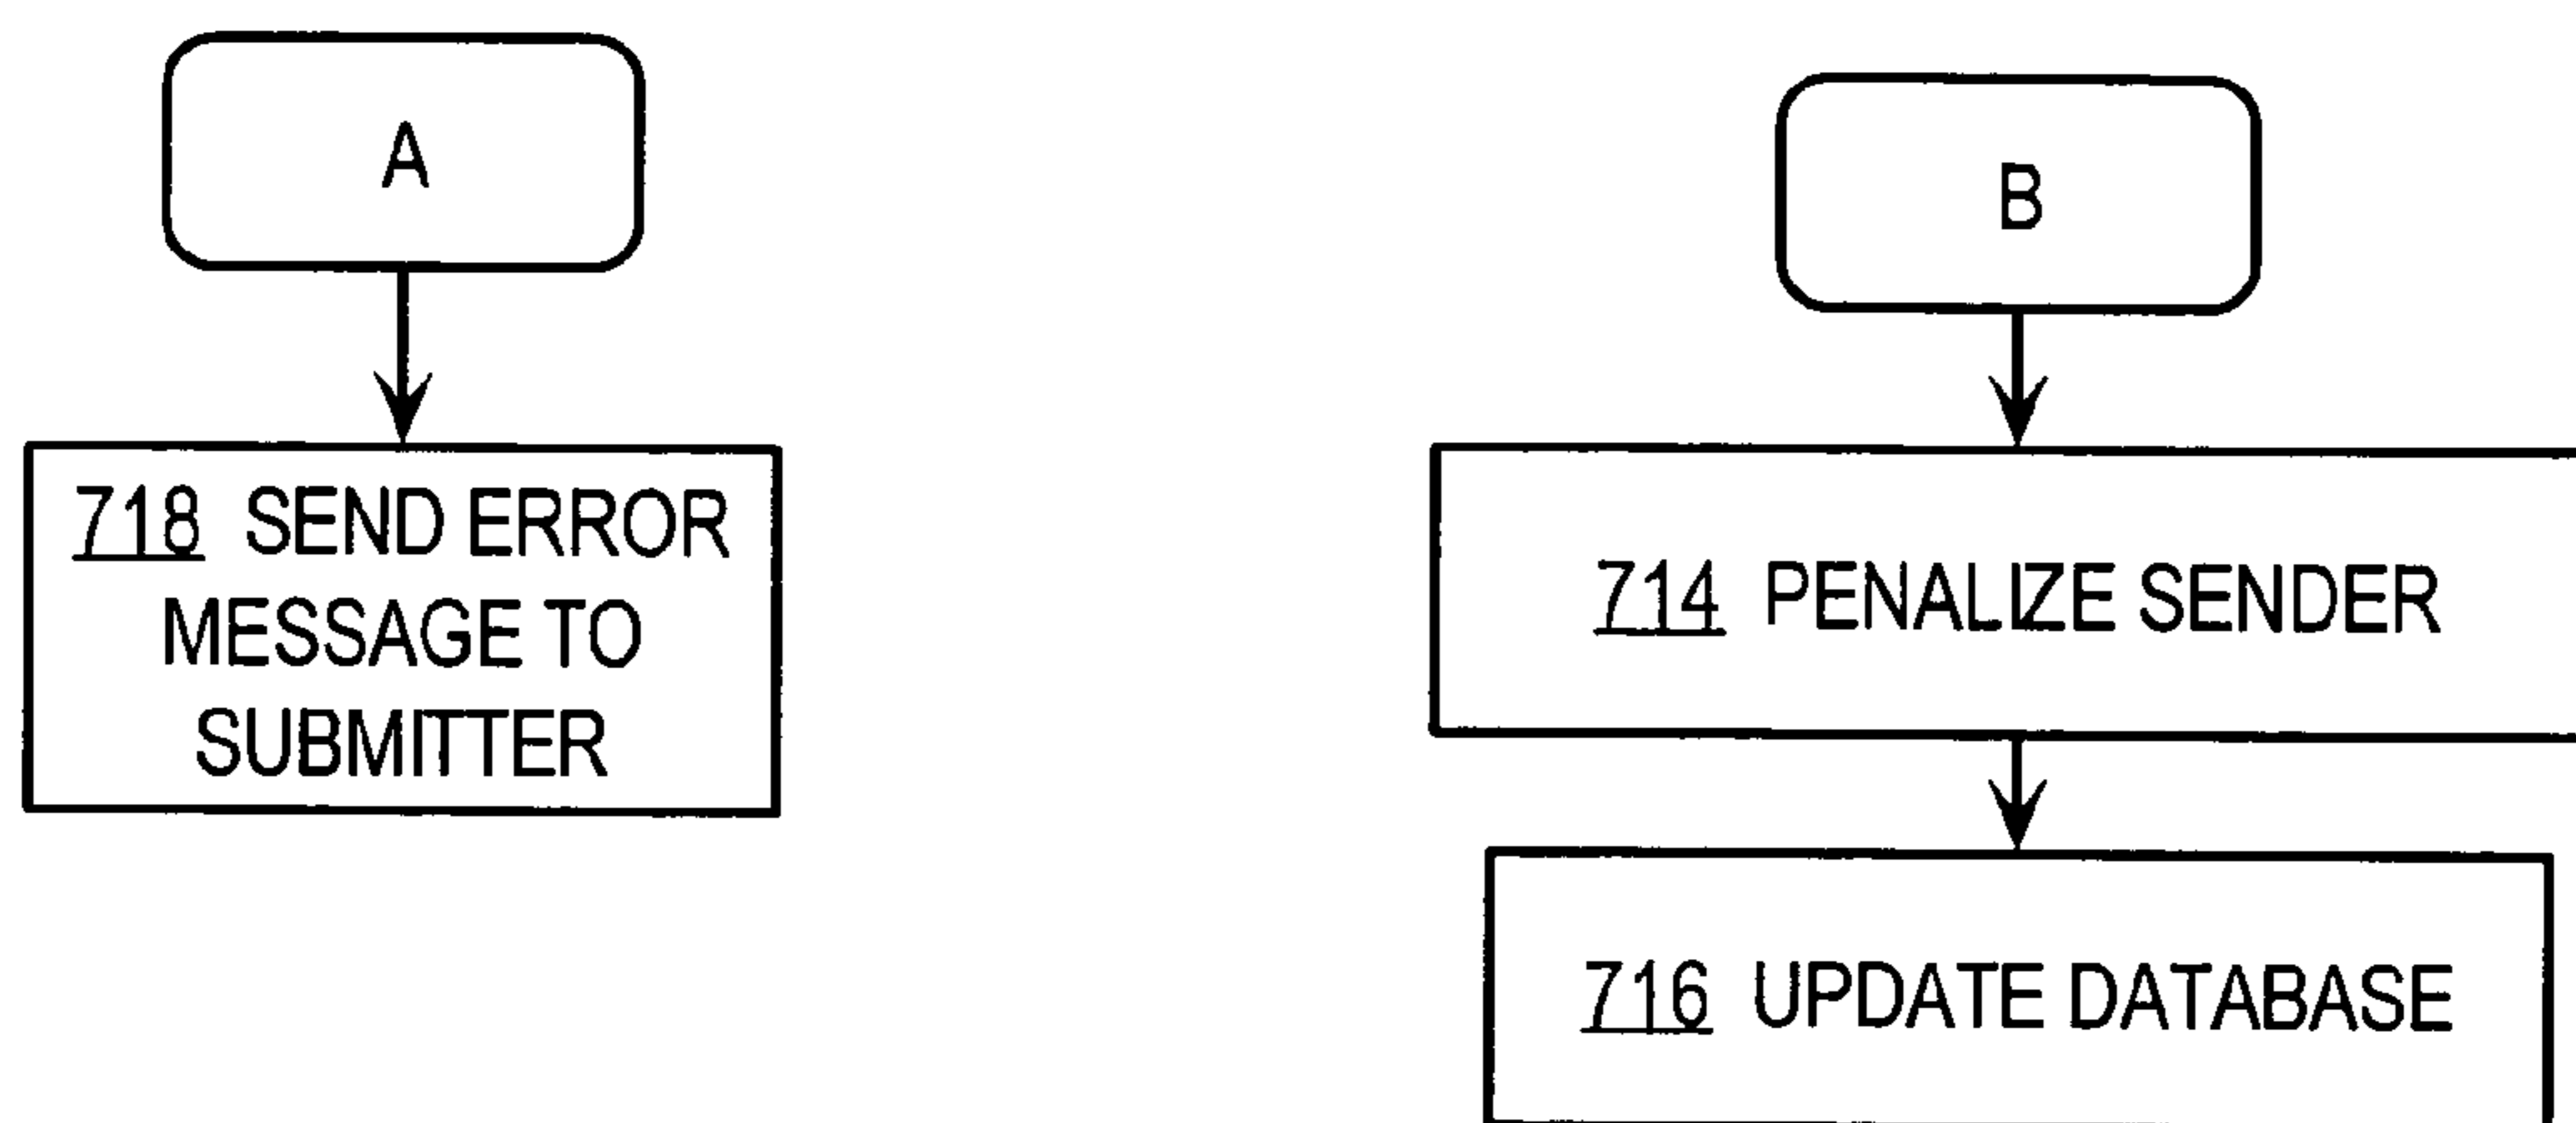 A
718 SEND ERROR
MESSAGE TO
SUBMITTER
B
714 PENALIZE SENDER
716 UPDATE DATABASE